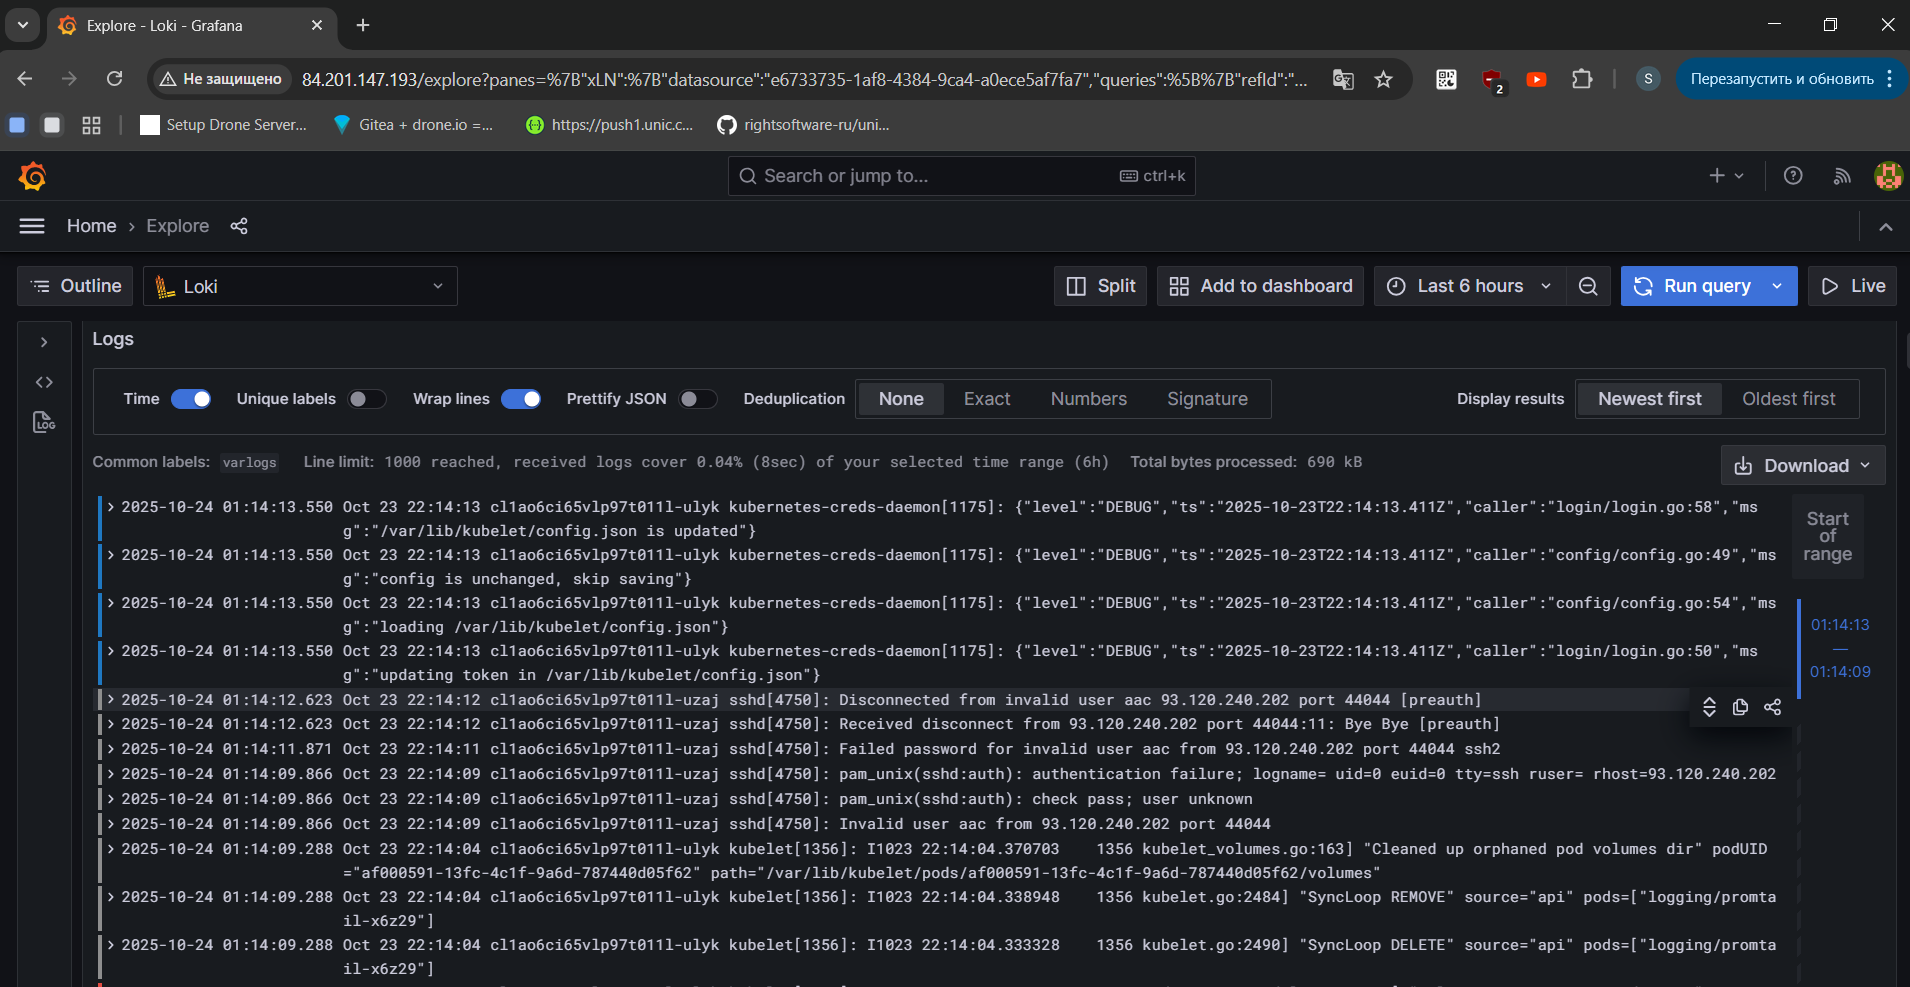 Explore - Loki - Grafana
Не защищено 84.201.147.193/explore?panes=%7B"xLN":%7B"datasource":"e6733735-1af8-4384-9ca4-a0ece5af7fa7","queries":%5B%7B"refId":"... 2 S Перезапустить и обновить
Setup Drone Server... Gitea + drone.io =... https://push1.unic.c... rightsoftware-ru/uni...
Search or jump to... ctrl+k
Home › Explore
Outline Loki Split Add to dashboard Last 6 hours Run query Live
Logs
Time Unique labels Wrap lines Prettify JSON Deduplication None Exact Numbers Signature Display results Newest first Oldest first
Common labels: varlogs Line limit: 1000 reached, received logs cover 0.04% (8sec) of your selected time range (6h) Total bytes processed: 690 kB Download
2025-10-24 01:14:13.550 Oct 23 22:14:13 cl1ao6ci65vlp97t011l-ulyk kubernetes-creds-daemon[1175]: {"level":"DEBUG","ts":"2025-10-23T22:14:13.411Z","caller":"login/login.go:58","ms
g":"/var/lib/kubelet/config.json is updated"}
2025-10-24 01:14:13.550 Oct 23 22:14:13 cl1ao6ci65vlp97t011l-ulyk kubernetes-creds-daemon[1175]: {"level":"DEBUG","ts":"2025-10-23T22:14:13.411Z","caller":"config/config.go:49","ms
g":"config is unchanged, skip saving"}
2025-10-24 01:14:13.550 Oct 23 22:14:13 cl1ao6ci65vlp97t011l-ulyk kubernetes-creds-daemon[1175]: {"level":"DEBUG","ts":"2025-10-23T22:14:13.411Z","caller":"config/config.go:54","ms
g":"loading /var/lib/kubelet/config.json"}
2025-10-24 01:14:13.550 Oct 23 22:14:13 cl1ao6ci65vlp97t011l-ulyk kubernetes-creds-daemon[1175]: {"level":"DEBUG","ts":"2025-10-23T22:14:13.411Z","caller":"login/login.go:50","ms
g":"updating token in /var/lib/kubelet/config.json"}
2025-10-24 01:14:12.623 Oct 23 22:14:12 cl1ao6ci65vlp97t011l-uzaj sshd[4750]: Disconnected from invalid user aac 93.120.240.202 port 44044 [preauth]
2025-10-24 01:14:12.623 Oct 23 22:14:12 cl1ao6ci65vlp97t011l-uzaj sshd[4750]: Received disconnect from 93.120.240.202 port 44044:11: Bye Bye [preauth]
2025-10-24 01:14:11.871 Oct 23 22:14:11 cl1ao6ci65vlp97t011l-uzaj sshd[4750]: Failed password for invalid user aac from 93.120.240.202 port 44044 ssh2
2025-10-24 01:14:09.866 Oct 23 22:14:09 cl1ao6ci65vlp97t011l-uzaj sshd[4750]: pam_unix(sshd:auth): authentication failure; logname= uid=0 euid=0 tty=ssh ruser= rhost=93.120.240.202
2025-10-24 01:14:09.866 Oct 23 22:14:09 cl1ao6ci65vlp97t011l-uzaj sshd[4750]: pam_unix(sshd:auth): check pass; user unknown
2025-10-24 01:14:09.866 Oct 23 22:14:09 cl1ao6ci65vlp97t011l-uzaj sshd[4750]: Invalid user aac from 93.120.240.202 port 44044
2025-10-24 01:14:09.288 Oct 23 22:14:04 cl1ao6ci65vlp97t011l-ulyk kubelet[1356]: I1023 22:14:04.370703 1356 kubelet_volumes.go:163] "Cleaned up orphaned pod volumes dir" podUID
="af000591-13fc-4c1f-9a6d-787440d05f62" path="/var/lib/kubelet/pods/af000591-13fc-4c1f-9a6d-787440d05f62/volumes"
2025-10-24 01:14:09.288 Oct 23 22:14:04 cl1ao6ci65vlp97t011l-ulyk kubelet[1356]: I1023 22:14:04.338948 1356 kubelet.go:2484] "SyncLoop REMOVE" source="api" pods=["logging/promta
il-x6z29"]
2025-10-24 01:14:09.288 Oct 23 22:14:04 cl1ao6ci65vlp97t011l-ulyk kubelet[1356]: I1023 22:14:04.333328 1356 kubelet.go:2490] "SyncLoop DELETE" source="api" pods=["logging/promta
il-x6z29"]
Start
of
range
01:14:13
—
01:14:09